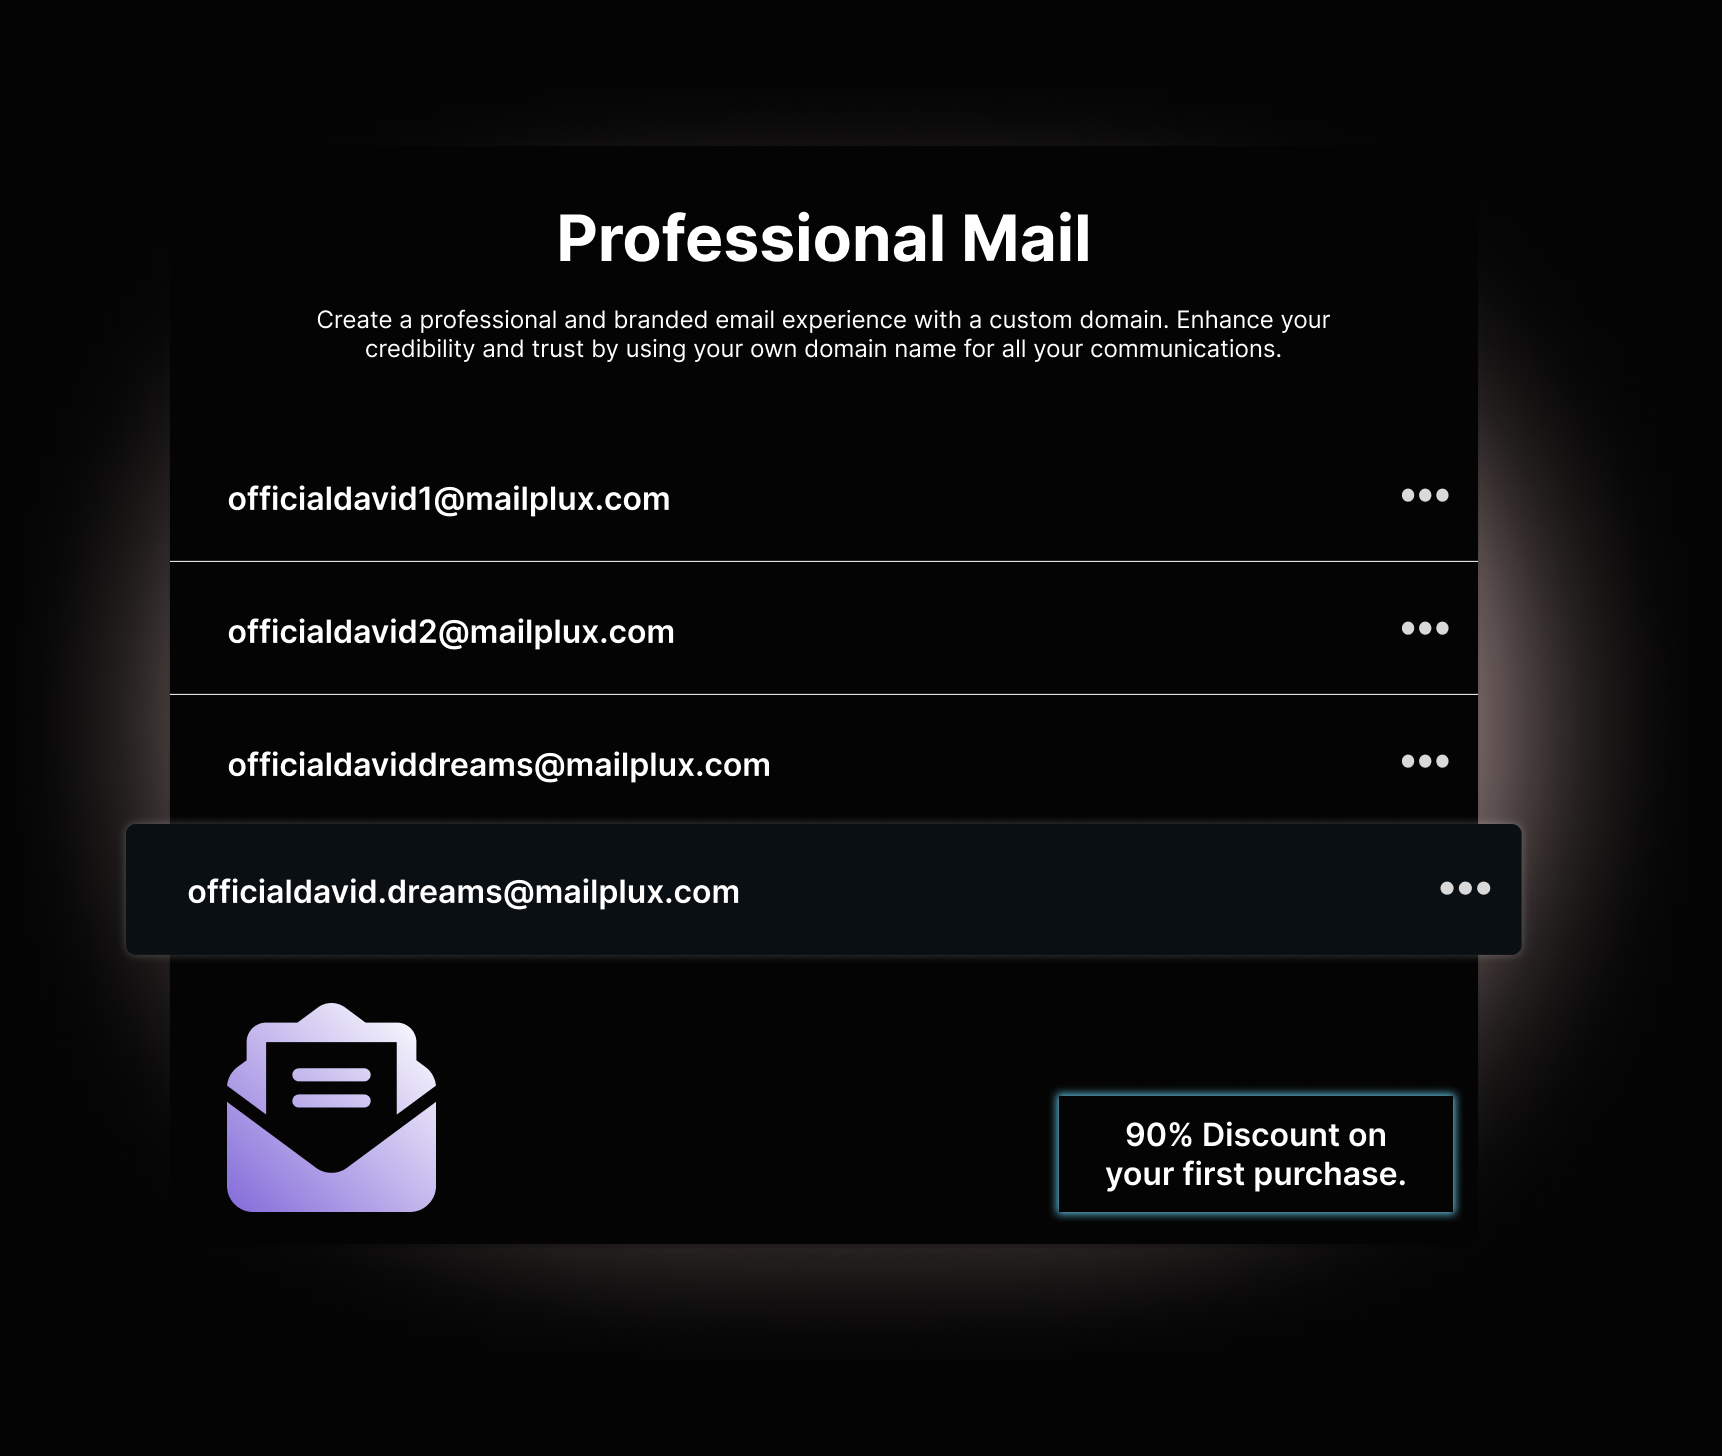 Professional Mail
Create a professional and branded email experience with a custom domain. Enhance your
credibility and trust by using your own domain name for all your communications.
officialdavid1@mailplux.com
officialdavid2@mailplux.com
officialdaviddreams@mailplux.com
officialdavid.dreams@mailplux.com
90% Discount on
your first purchase.